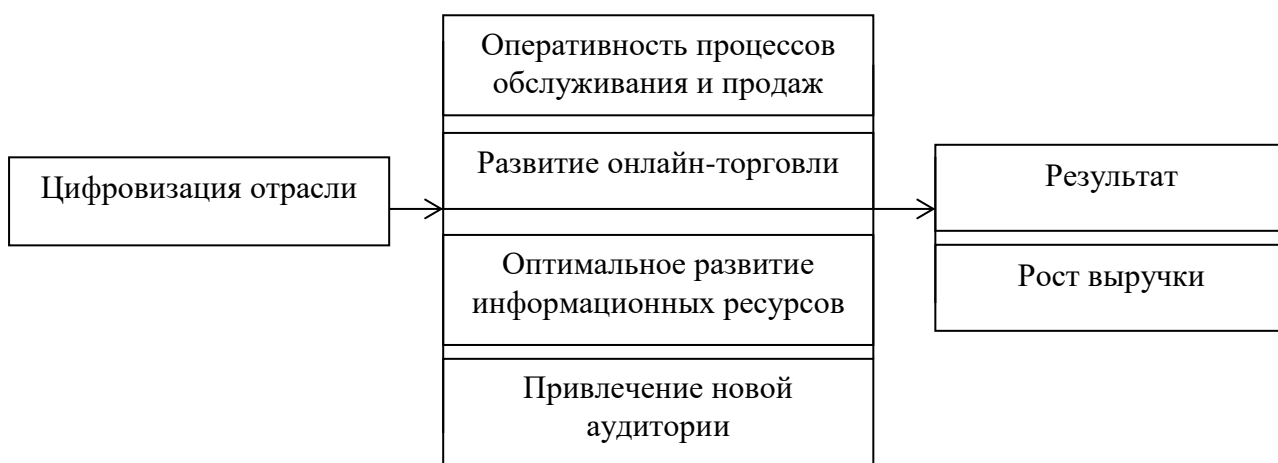 Цифровизация отрасли
Оперативность процессов
обслуживания и продаж
Развитие онлайн-торговли
Оптимальное развитие
информационных ресурсов
Привлечение новой
аудитории
Результат
Рост выручки